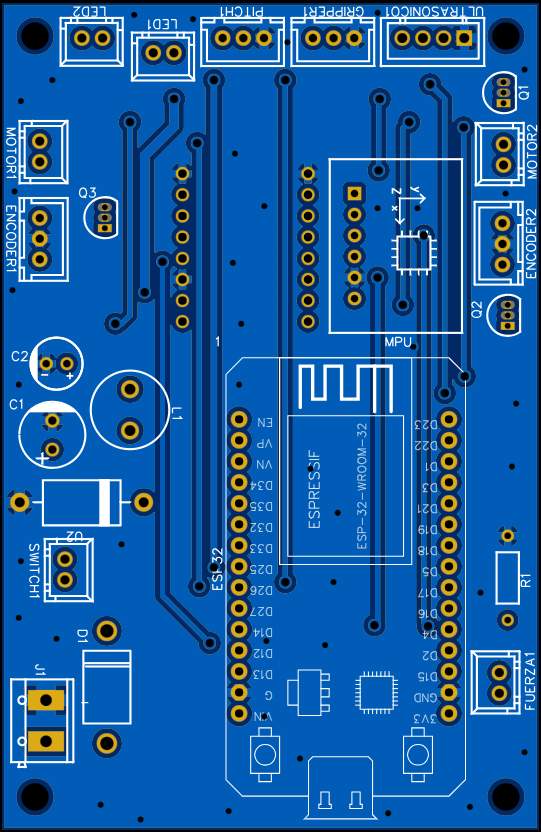 LED2
LED1
PITCH1
GRIPPER1
ULTRASONICO1
Q1
MOTOR1
MOTOR2
Q3
Z
Y
X
ENCODER1
ENCODER2
Q2
1
MPU
C2
- +
C1
+
L1
EN
VP
VN
D34
D35
D32
D33
D25
D26
D27
D14
D12
D13
G
VN
ESPRESSIF
ESP-32-WROOM-32
D23
D22
D1
D3
D21
D19
D18
D5
D17
D16
D4
D2
D15
GND
3V3
U2
SWITCH1
ESP32
R1
D1
J1
FUERZA1